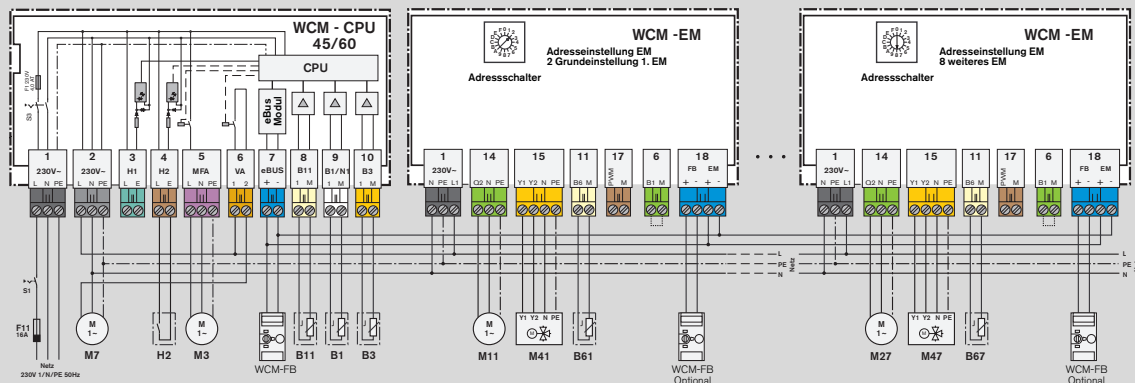 WCM - CPU
45/60
CPU
F1 230V
4,0 AT
S3
eBus
Modul
1 2 3 4 5 6 7 8 9 10
230V~ 230V~ H1 H2 MFA VA eBUS B11 B1/N1 B3
L N PE L N PE L E L E L N PE 1 2 + - 1 M 1 M 1 M
S1
F11
16A
Netz
230V 1/N/PE 50Hz
M
1~
M7
H2
M
1~
M3
WCM-FB
B11
B1
B3
WCM -EM
Adresseinstellung EM
2 Grundeinstellung 1. EM
Adressschalter
1 14 15 11 17 6 18
230V~ FB EM
N PE L1 O2 N PE Y1 Y2 N PE B6 M PWM M B1 M + - + -
M
1~
M11
Y1 Y2 N PE
M
M41
B61
WCM-FB
Optional
L
PE
N
Netz
...
WCM -EM
Adresseinstellung EM
8 weiteres EM
Adressschalter
1 14 15 11 17 6 18
230V~ FB EM
N PE L1 O2 N PE Y1 Y2 N PE B6 M PWM M B1 M + - + -
M
1~
M27
Y1 Y2 N PE
M
M47
B67
WCM-FB
Optional
L
PE
N